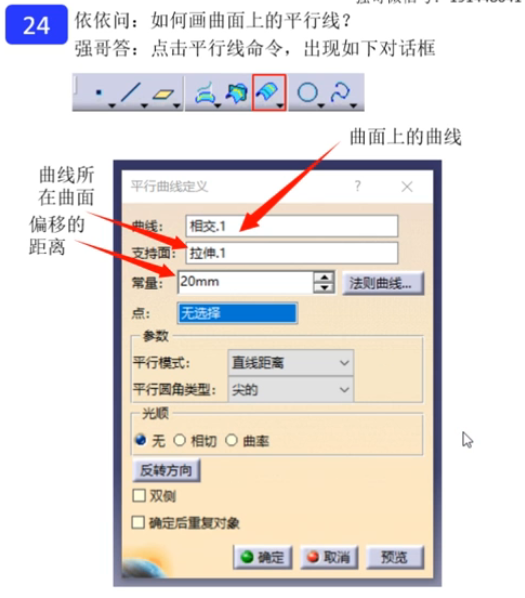 24
依依问：如何画曲面上的平行线？
强哥答：点击平行线命令，出现如下对话框
曲面上的曲线
曲线所
在曲面
偏移的
距离
平行曲线定义 ? ×
曲线： 相交.1
支持面： 拉伸.1
常量： 20mm 法则曲线...
点： 无选择
参数
平行模式： 直线距离
平行圆角类型： 尖的
光顺
无 相切 曲率
反转方向
双侧
确定后重复对象
确定 取消 预览